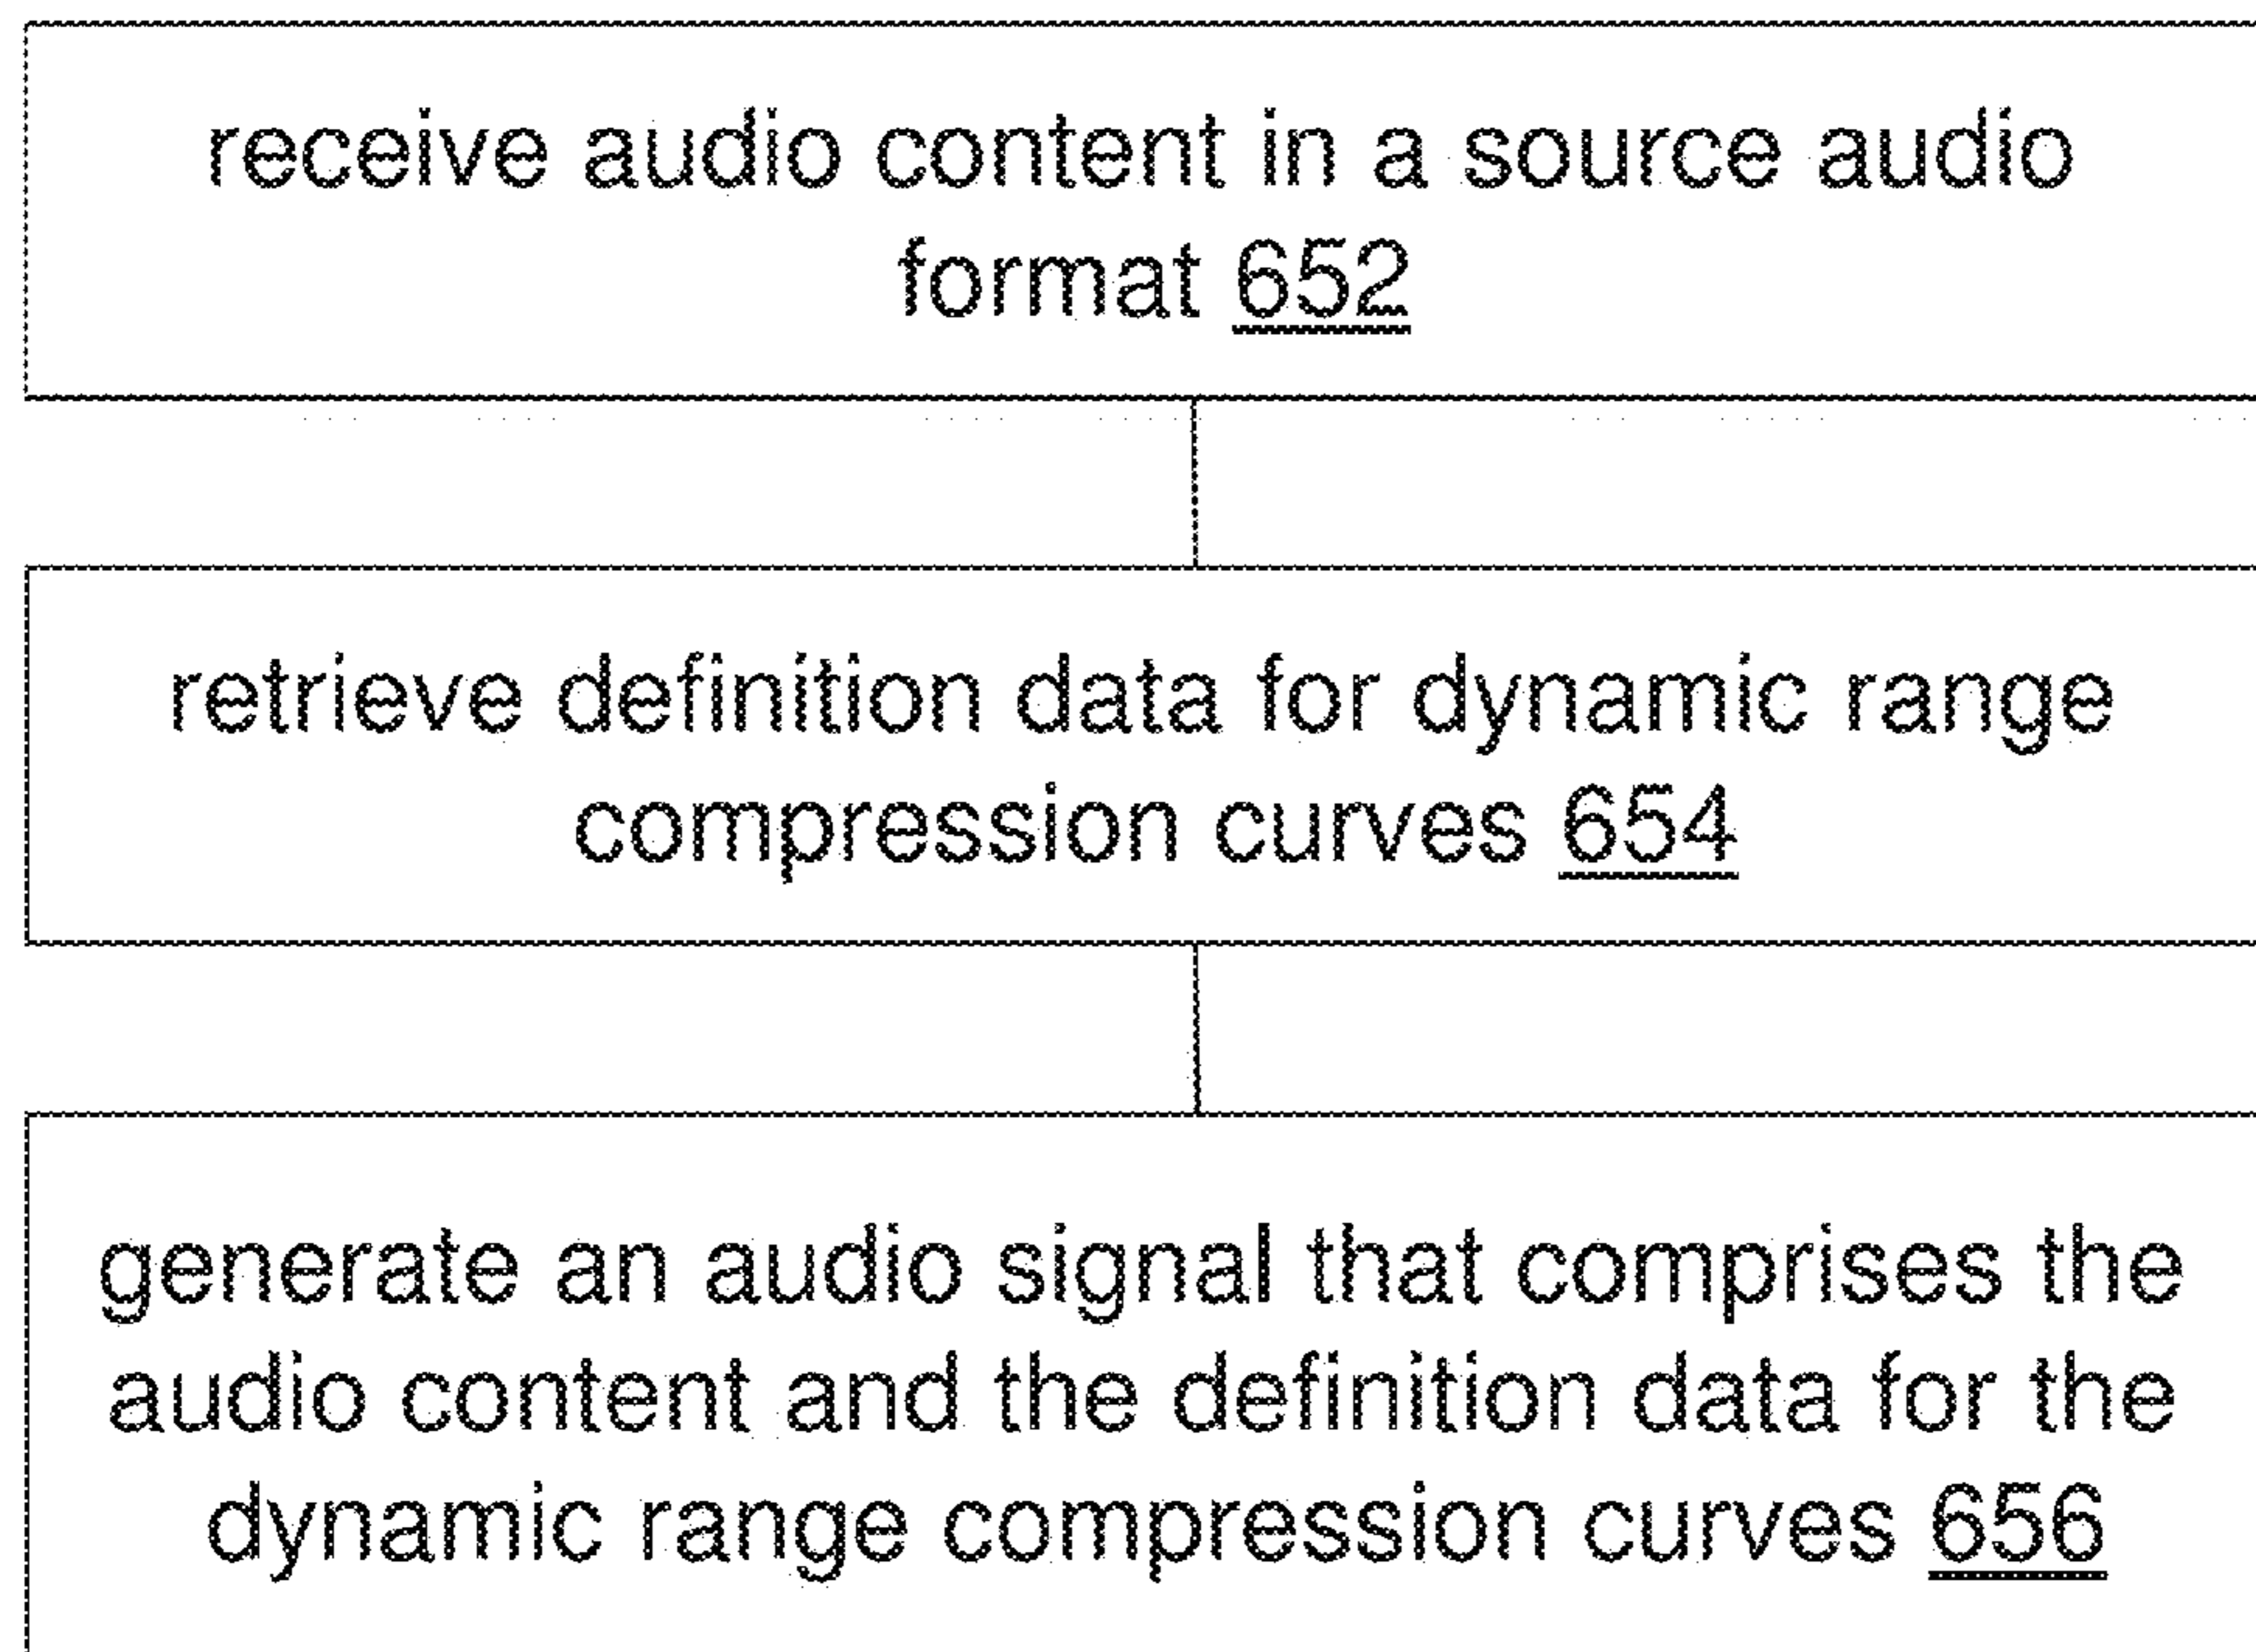 receive audio content in a source audio
format 652
retrieve definition data for dynamic range
compression curves 654
generate an audio signal that comprises the
audio content and the definition data for the
dynamic range compression curves 656